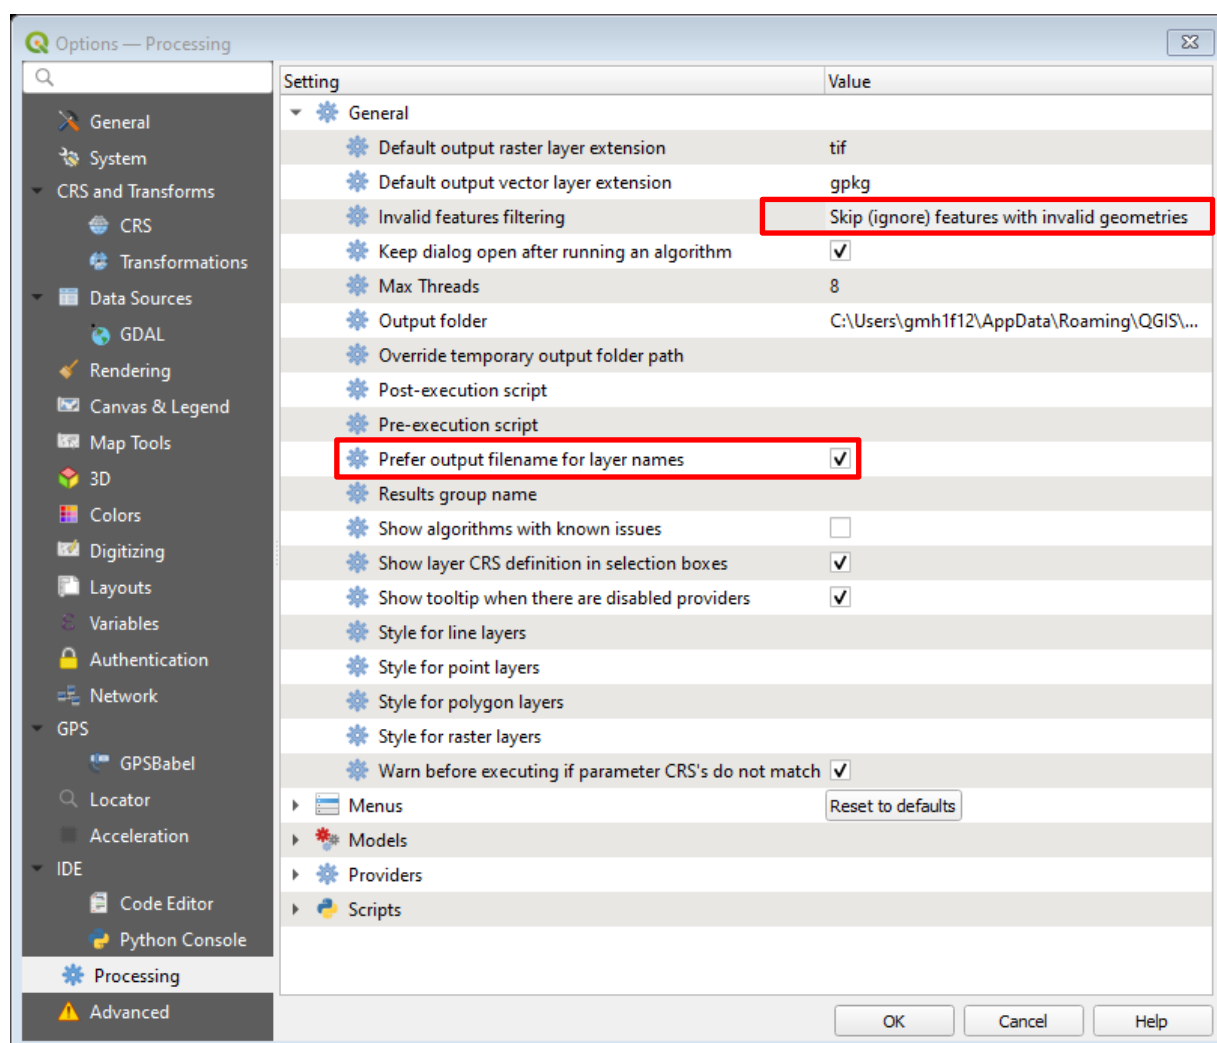 Options — Processing
General
System
CRS and Transforms
CRS
Transformations
Data Sources
GDAL
Rendering
Canvas & Legend
Map Tools
3D
Colors
Digitizing
Layouts
Variables
Authentication
Network
GPS
GPSBabel
Locator
Acceleration
IDE
Code Editor
Python Console
Processing
Advanced
Setting Value
General
Default output raster layer extension tif
Default output vector layer extension gpkg
Invalid features filtering Skip (ignore) features with invalid geometries
Keep dialog open after running an algorithm
Max Threads 8
Output folder C:\Users\gmh1f12\AppData\Roaming\QGIS\...
Override temporary output folder path
Post-execution script
Pre-execution script
Prefer output filename for layer names
Results group name
Show algorithms with known issues
Show layer CRS definition in selection boxes
Show tooltip when there are disabled providers
Style for line layers
Style for point layers
Style for polygon layers
Style for raster layers
Warn before executing if parameter CRS's do not match
Menus Reset to defaults
Models
Providers
Scripts
OK Cancel Help